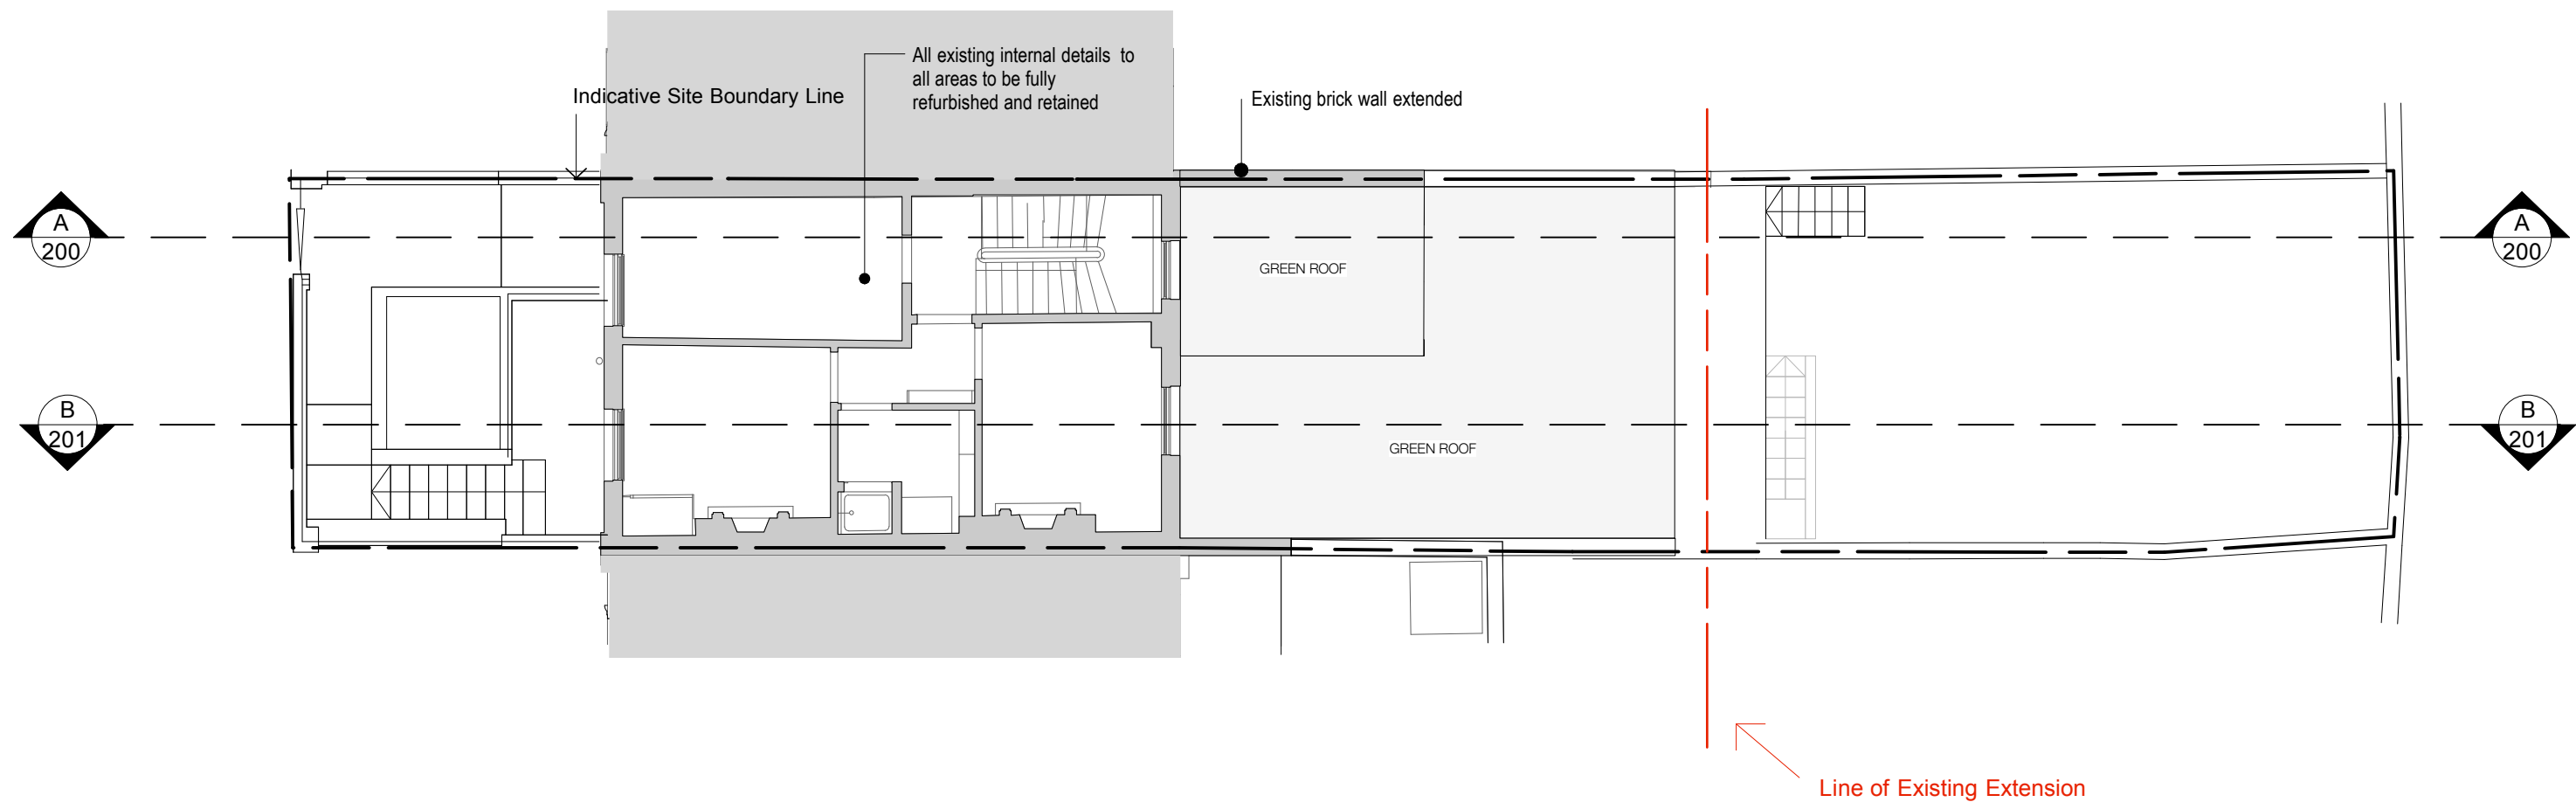 All existing internal details to
all areas to be fully
refurbished and retained
Indicative Site Boundary Line
Existing brick wall extended
A
200
A
200
GREEN ROOF
B
201
B
201
GREEN ROOF
Line of Existing Extension